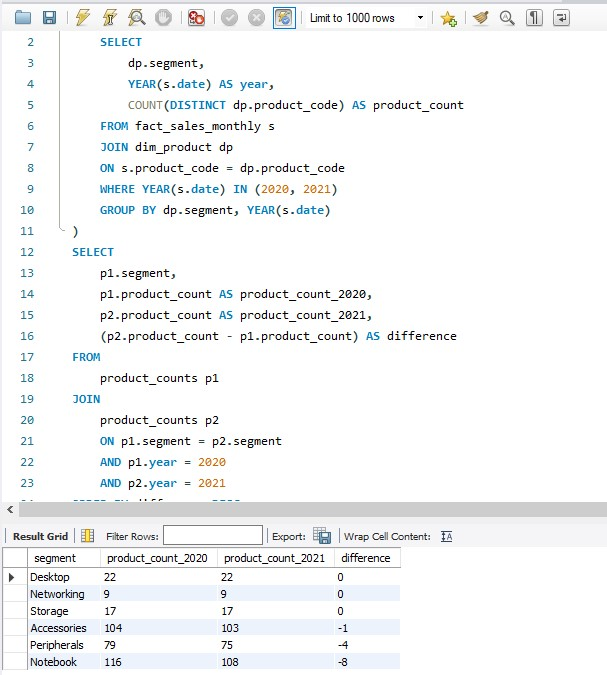 Limit to 1000 rows
2 SELECT
3 dp.segment,
4 YEAR(s.date) AS year,
5 COUNT(DISTINCT dp.product_code) AS product_count
6 FROM fact_sales_monthly s
7 JOIN dim_product dp
8 ON s.product_code = dp.product_code
9 WHERE YEAR(s.date) IN (2020, 2021)
10 GROUP BY dp.segment, YEAR(s.date)
11 )
12 SELECT
13 p1.segment,
14 p1.product_count AS product_count_2020,
15 p2.product_count AS product_count_2021,
16 (p2.product_count - p1.product_count) AS difference
17 FROM
18 product_counts p1
19 JOIN
20 product_counts p2
21 ON p1.segment = p2.segment
22 AND p1.year = 2020
23 AND p2.year = 2021
Result Grid Filter Rows: Export: Wrap Cell Content: IA
segment product_count_2020 product_count_2021 difference
Desktop 22 22 0
Networking 9 9 0
Storage 17 17 0
Accessories 104 103 -1
Peripherals 79 75 -4
Notebook 116 108 -8